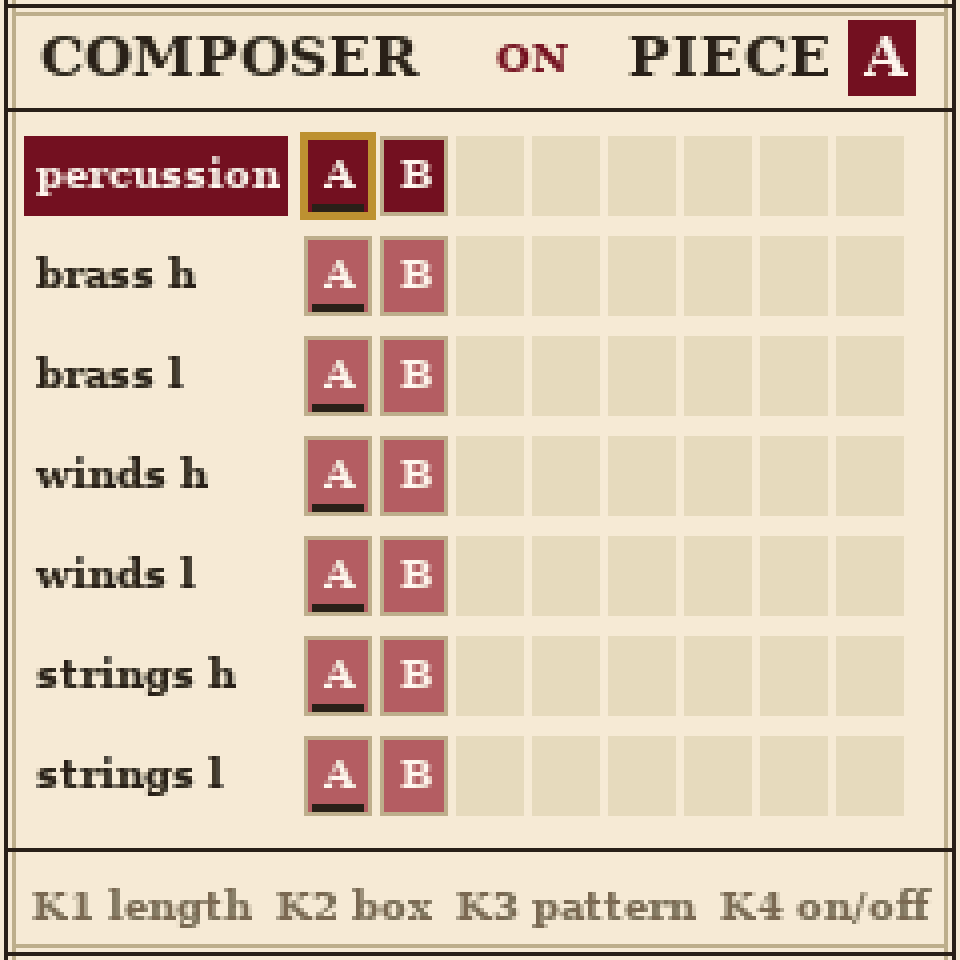 COMPOSER ON PIECE A
percussion A B
brass h A B
brass l A B
winds h A B
winds l A B
strings h A B
strings l A B
K1 length K2 box K3 pattern K4 on/off